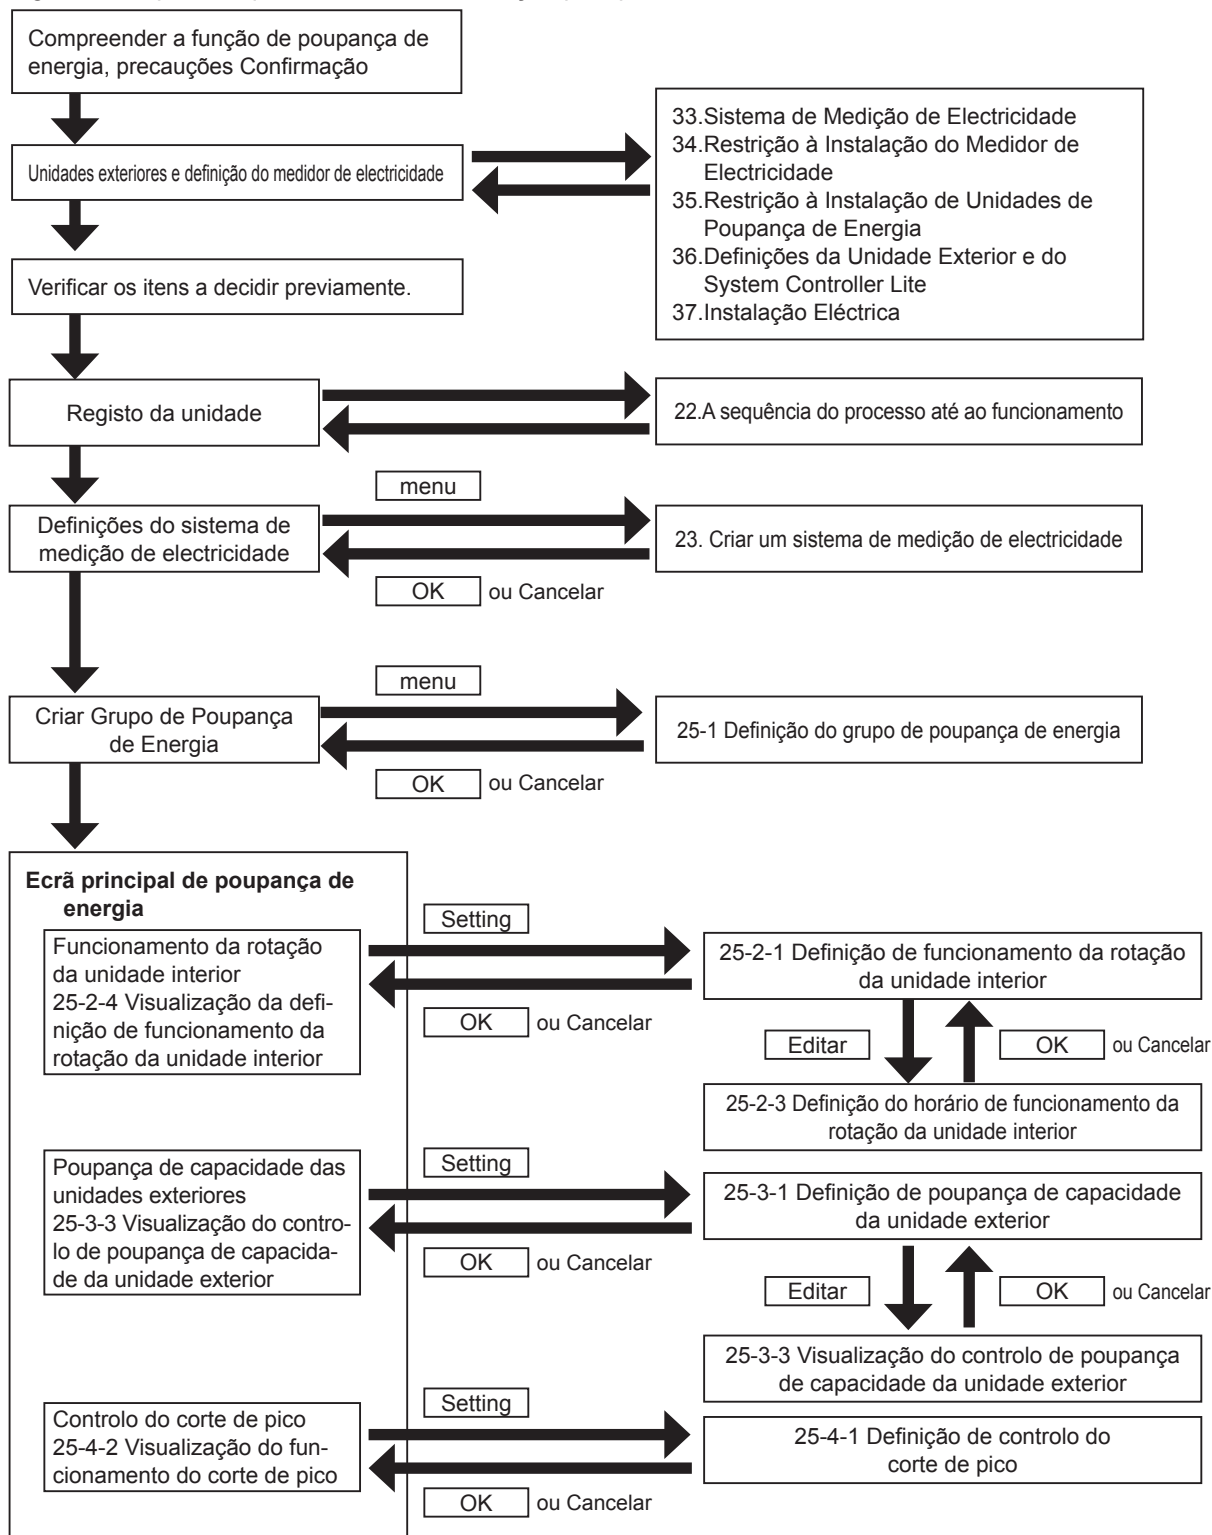 Compreender a função de poupança de
energia, precauções Confirmação
Unidades exteriores e definição do medidor de electricidade
33.Sistema de Medição de Electricidade
34.Restrição à Instalação do Medidor de
Electricidade
35.Restrição à Instalação de Unidades de
Poupança de Energia
36.Definições da Unidade Exterior e do
System Controller Lite
37.Instalação Eléctrica
Verificar os itens a decidir previamente.
Registo da unidade
22.A sequência do processo até ao funcionamento
menu
Definições do sistema de
medição de electricidade
23. Criar um sistema de medição de electricidade
OK ou Cancelar
menu
Criar Grupo de Poupança
de Energia
25-1 Definição do grupo de poupança de energia
OK ou Cancelar
Ecrã principal de poupança de
energia
Setting
Funcionamento da rotação
da unidade interior
25-2-4 Visualização da defi-
nição de funcionamento da
rotação da unidade interior
25-2-1 Definição de funcionamento da rotação
da unidade interior
OK ou Cancelar
Editar
OK ou Cancelar
25-2-3 Definição do horário de funcionamento da
rotação da unidade interior
Setting
Poupança de capacidade das
unidades exteriores
25-3-3 Visualização do contro-
lo de poupança de capacida-
de da unidade exterior
25-3-1 Definição de poupança de capacidade
da unidade exterior
OK ou Cancelar
Editar
OK ou Cancelar
25-3-3 Visualização do controlo de poupança
de capacidade da unidade exterior
Setting
Controlo do corte de pico
25-4-2 Visualização do fun-
cionamento do corte de pico
25-4-1 Definição de controlo do
corte de pico
OK ou Cancelar